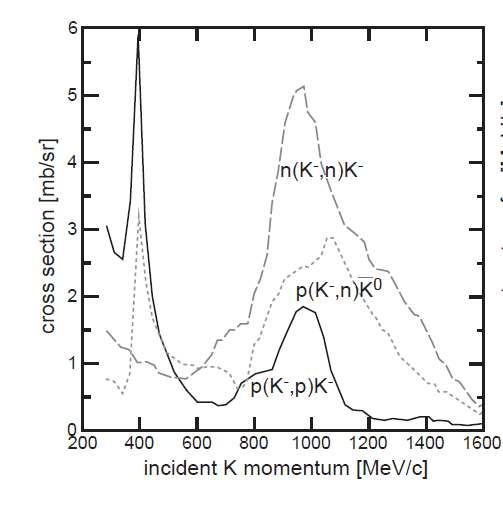 6
5
4
3
2
1
0
cross section [mb/sr]
n(K-,n)K-
p(K-,n)K̅0
p(K-,p)K-
200 400 600 800 1000 1200 1400 1600
incident K momentum [MeV/c]